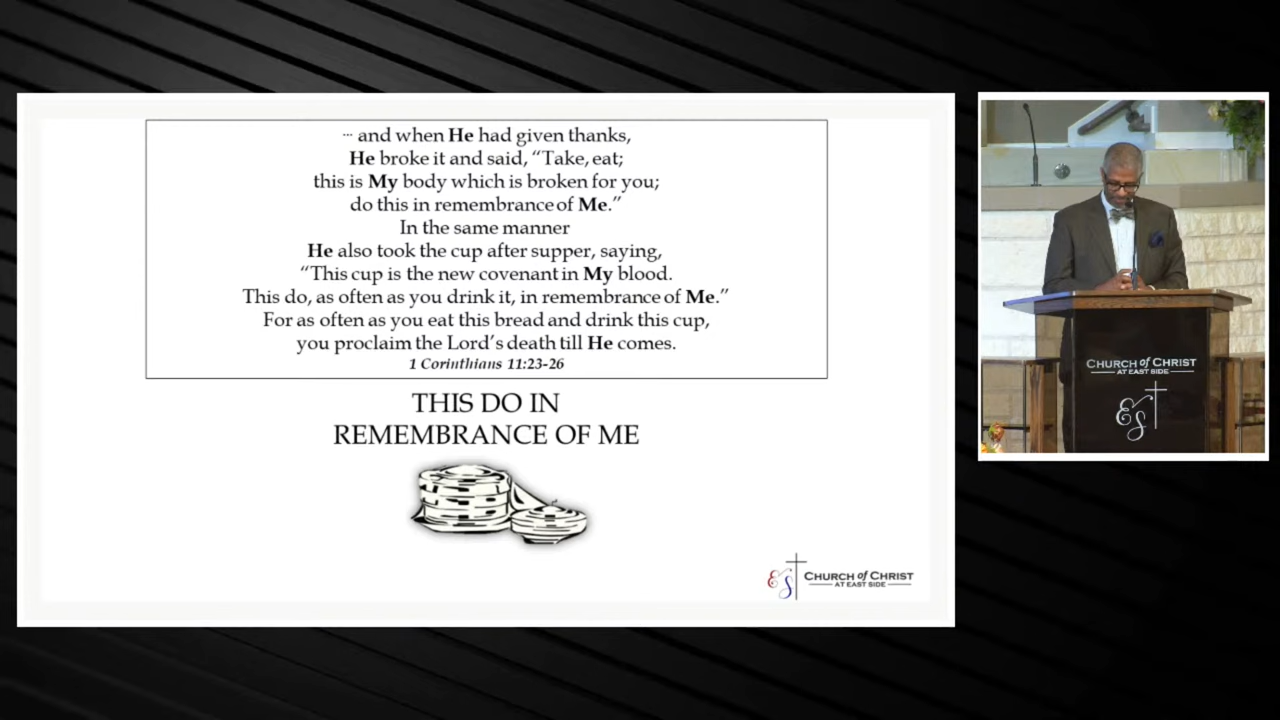 ... and when He had given thanks,
He broke it and said, “Take, eat;
this is My body which is broken for you;
do this in remembrance of Me.”
In the same manner
He also took the cup after supper, saying,
“This cup is the new covenant in My blood.
This do, as often as you drink it, in remembrance of Me.”
For as often as you eat this bread and drink this cup,
you proclaim the Lord’s death till He comes.
1 Corinthians 11:23-26
THIS DO IN
REMEMBRANCE OF ME
ES
CHURCH of CHRIST
AT EAST SIDE
CHURCH of CHRIST
AT EAST SIDE
ES